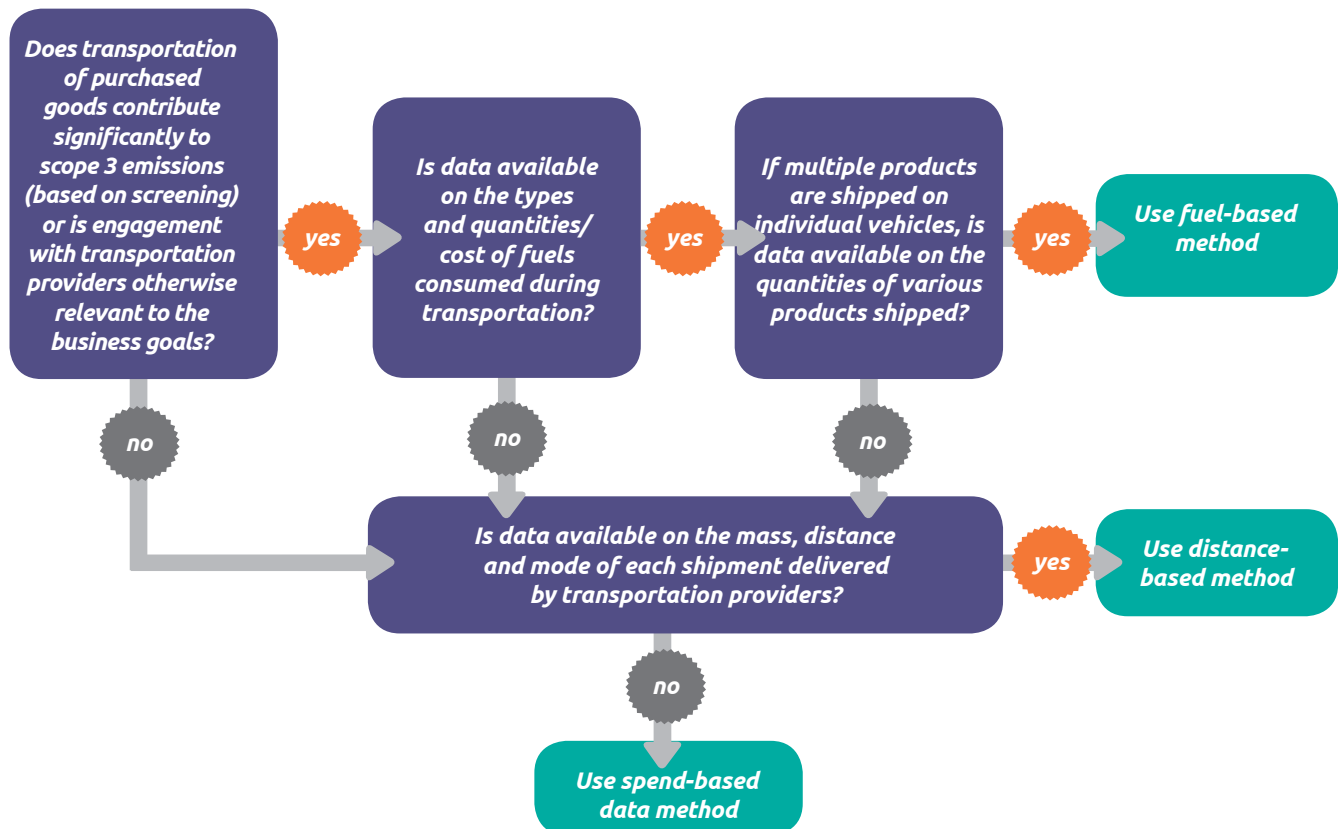 Does transportation
of purchased
goods contribute
significantly to
scope 3 emissions
(based on screening)
or is engagement
with transportation
providers otherwise
relevant to the
business goals?
yes
Is data available
on the types
and quantities/
cost of fuels
consumed during
transportation?
yes
If multiple products
are shipped on
individual vehicles, is
data available on the
quantities of various
products shipped?
yes
Use fuel-based
method
no
no
no
Is data available on the mass, distance
and mode of each shipment delivered
by transportation providers?
yes
Use distance-
based method
no
Use spend-based
data method